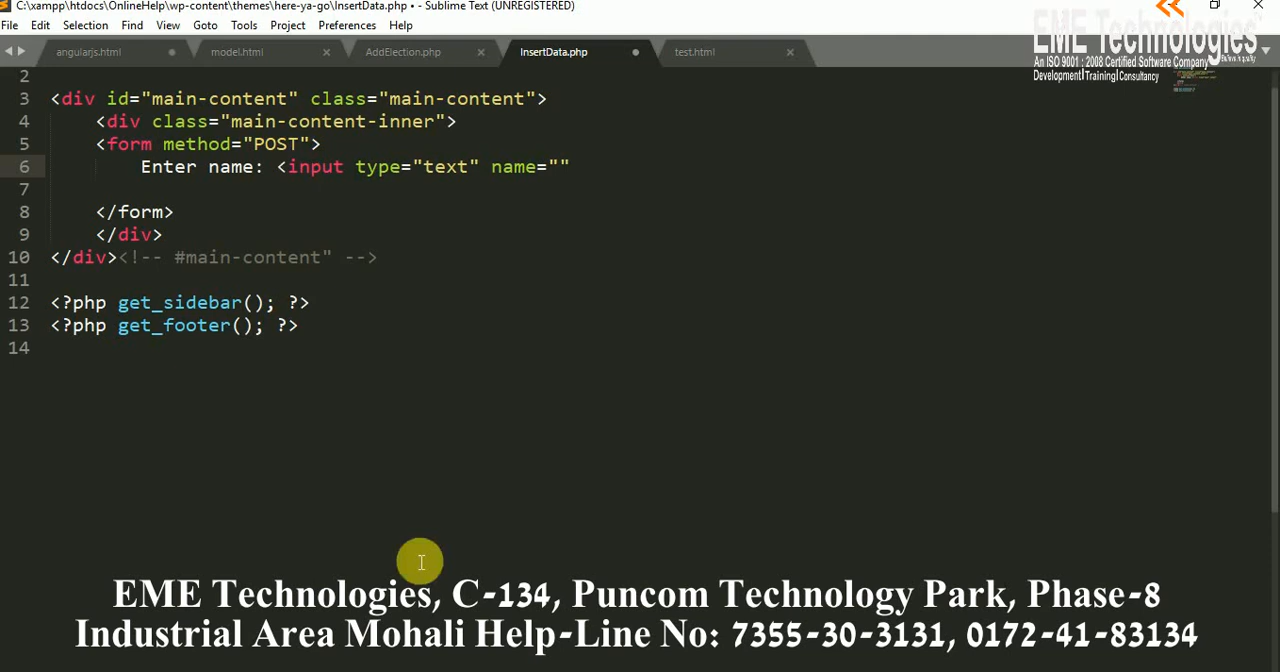 C:\xampp\htdocs\OnlineHelp\wp-content\themes\here-ya-go\InsertData.php • - Sublime Text (UNREGISTERED)
File Edit Selection Find View Goto Tools Project Preferences Help
angularjs.html model.html AddElection.php InsertData.php test.html
EME Technologies
An ISO 9001 : 2008 Certified Software Company
Development | Training | Consultancy
2
3 <div id="main-content" class="main-content">
4 <div class="main-content-inner">
5 <form method="POST">
6 Enter name: <input type="text" name=""
7
8 </form>
9 </div>
10 </div><!-- #main-content" -->
11
12 <?php get_sidebar(); ?>
13 <?php get_footer(); ?>
14
EME Technologies, C-134, Puncom Technology Park, Phase-8
Industrial Area Mohali Help-Line No: 7355-30-3131, 0172-41-83134